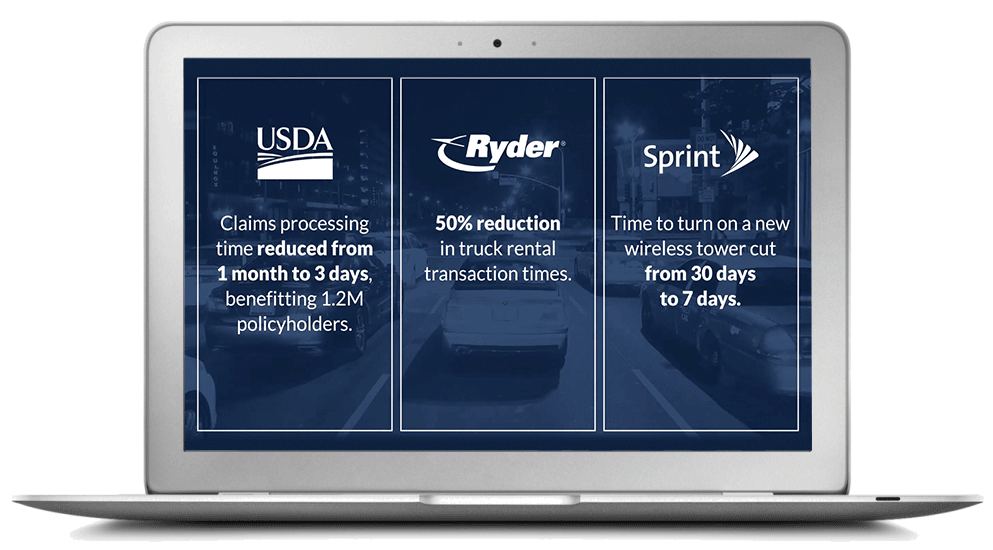 USDA
Claims processing
time reduced from
1 month to 3 days,
benefitting 1.2M
policyholders.
Ryder®
50% reduction
in truck rental
transaction times.
Sprint
Time to turn on a new
wireless tower cut
from 30 days
to 7 days.